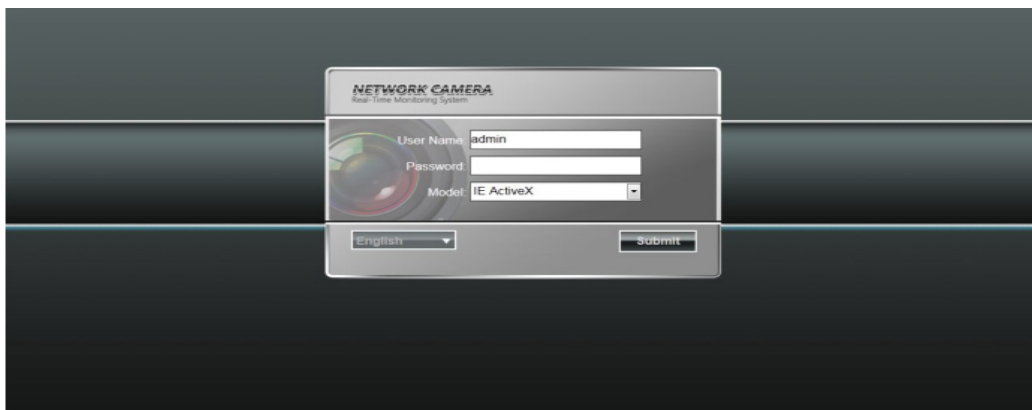 NETWORK CAMERA
Real-Time Monitoring System
User Name admin
Password:
Model: IE ActiveX
English
Submit